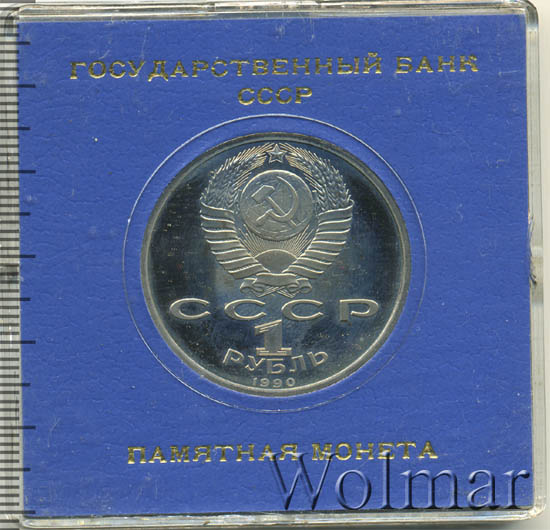 ГОСУДАРСТВЕННЫЙ БАНК
СССР
СССР
1
РУБЛЬ
1990
ПАМЯТНАЯ МОНЕТА
Wolmar